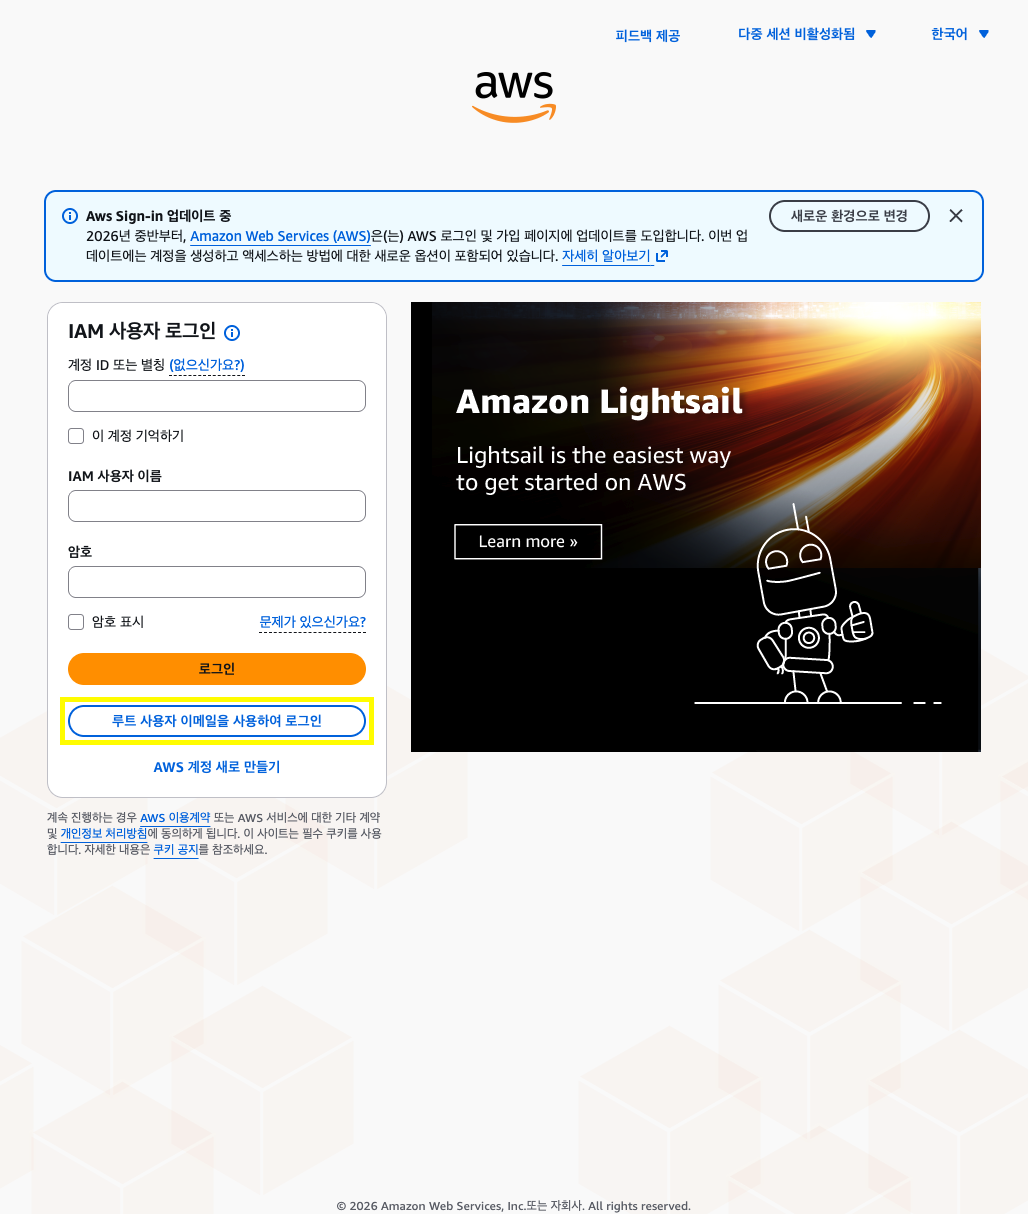 피드백 제공
다중 세션 비활성화됨
한국어
aws
Aws Sign-in 업데이트 중
새로운 환경으로 변경
2026년 중반부터, Amazon Web Services (AWS)은(는) AWS 로그인 및 가입 페이지에 업데이트를 도입합니다. 이번 업
데이트에는 계정을 생성하고 액세스하는 방법에 대한 새로운 옵션이 포함되어 있습니다. 자세히 알아보기
IAM 사용자 로그인
계정 ID 또는 별칭 (없으신가요?)
이 계정 기억하기
IAM 사용자 이름
암호
암호 표시
문제가 있으신가요?
로그인
루트 사용자 이메일을 사용하여 로그인
AWS 계정 새로 만들기
계속 진행하는 경우 AWS 이용계약 또는 AWS 서비스에 대한 기타 계약
및 개인정보 처리방침에 동의하게 됩니다. 이 사이트는 필수 쿠키를 사용
합니다. 자세한 내용은 쿠키 공지를 참조하세요.
Amazon Lightsail
Lightsail is the easiest way
to get started on AWS
Learn more »
© 2026 Amazon Web Services, Inc.또는 자회사. All rights reserved.